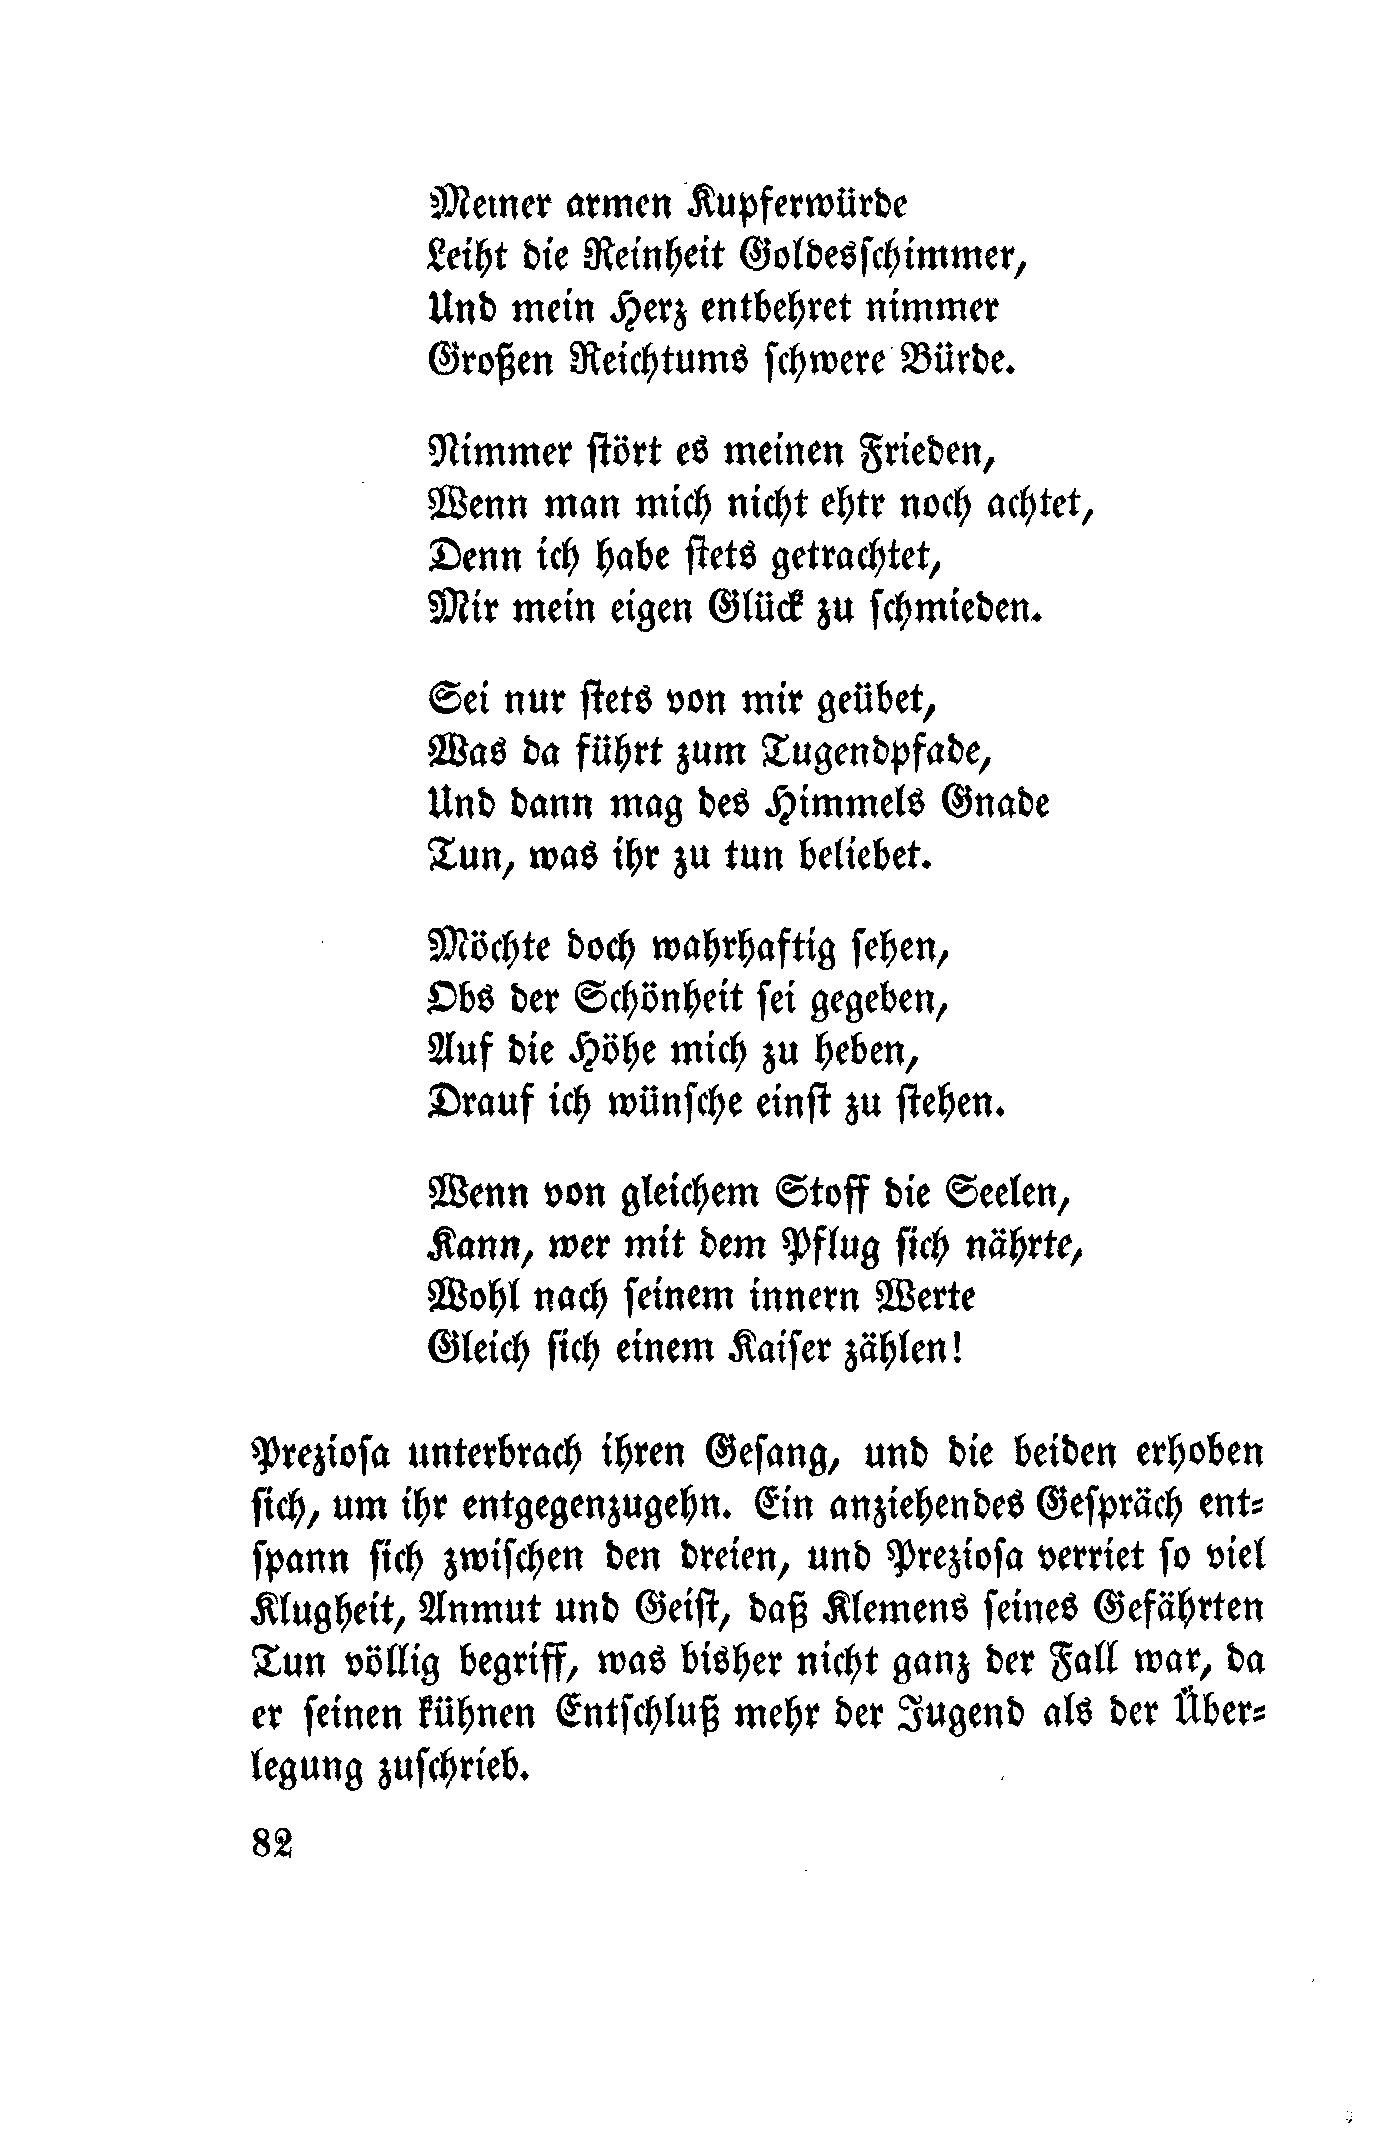 Meiner armen Kupferwürde
Leiht die Reinheit Goldesschimmer,
Und mein Herz entbehret nimmer
Großen Reichtums schwere Bürde.
Nimmer stört es meinen Frieden,
Wenn man mich nicht ehtr noch achtet,
Denn ich habe stets getrachtet,
Mir mein eigen Glück zu schmieden.
Sei nur stets von mir geübet,
Was da führt zum Tugendpfade,
Und dann mag des Himmels Gnade
Tun, was ihr zu tun beliebet.
Möchte doch wahrhaftig sehen,
Obs der Schönheit sei gegeben,
Auf die Höhe mich zu heben,
Drauf ich wünsche einst zu stehen.
Wenn von gleichem Stoff die Seelen,
Kann, wer mit dem Pflug sich nährte,
Wohl nach seinem innern Werte
Gleich sich einem Kaiser zählen!
Preziosa unterbrach ihren Gesang, und die beiden erhoben
sich, um ihr entgegenzugehn. Ein anziehendes Gespräch ent-
spann sich zwischen den dreien, und Preziosa verriet so viel
Klugheit, Anmut und Geist, daß Klemens seines Gefährten
Tun völlig begriff, was bisher nicht ganz der Fall war, da
er seinen kühnen Entschluß mehr der Jugend als der Über-
legung zuschrieb.
82